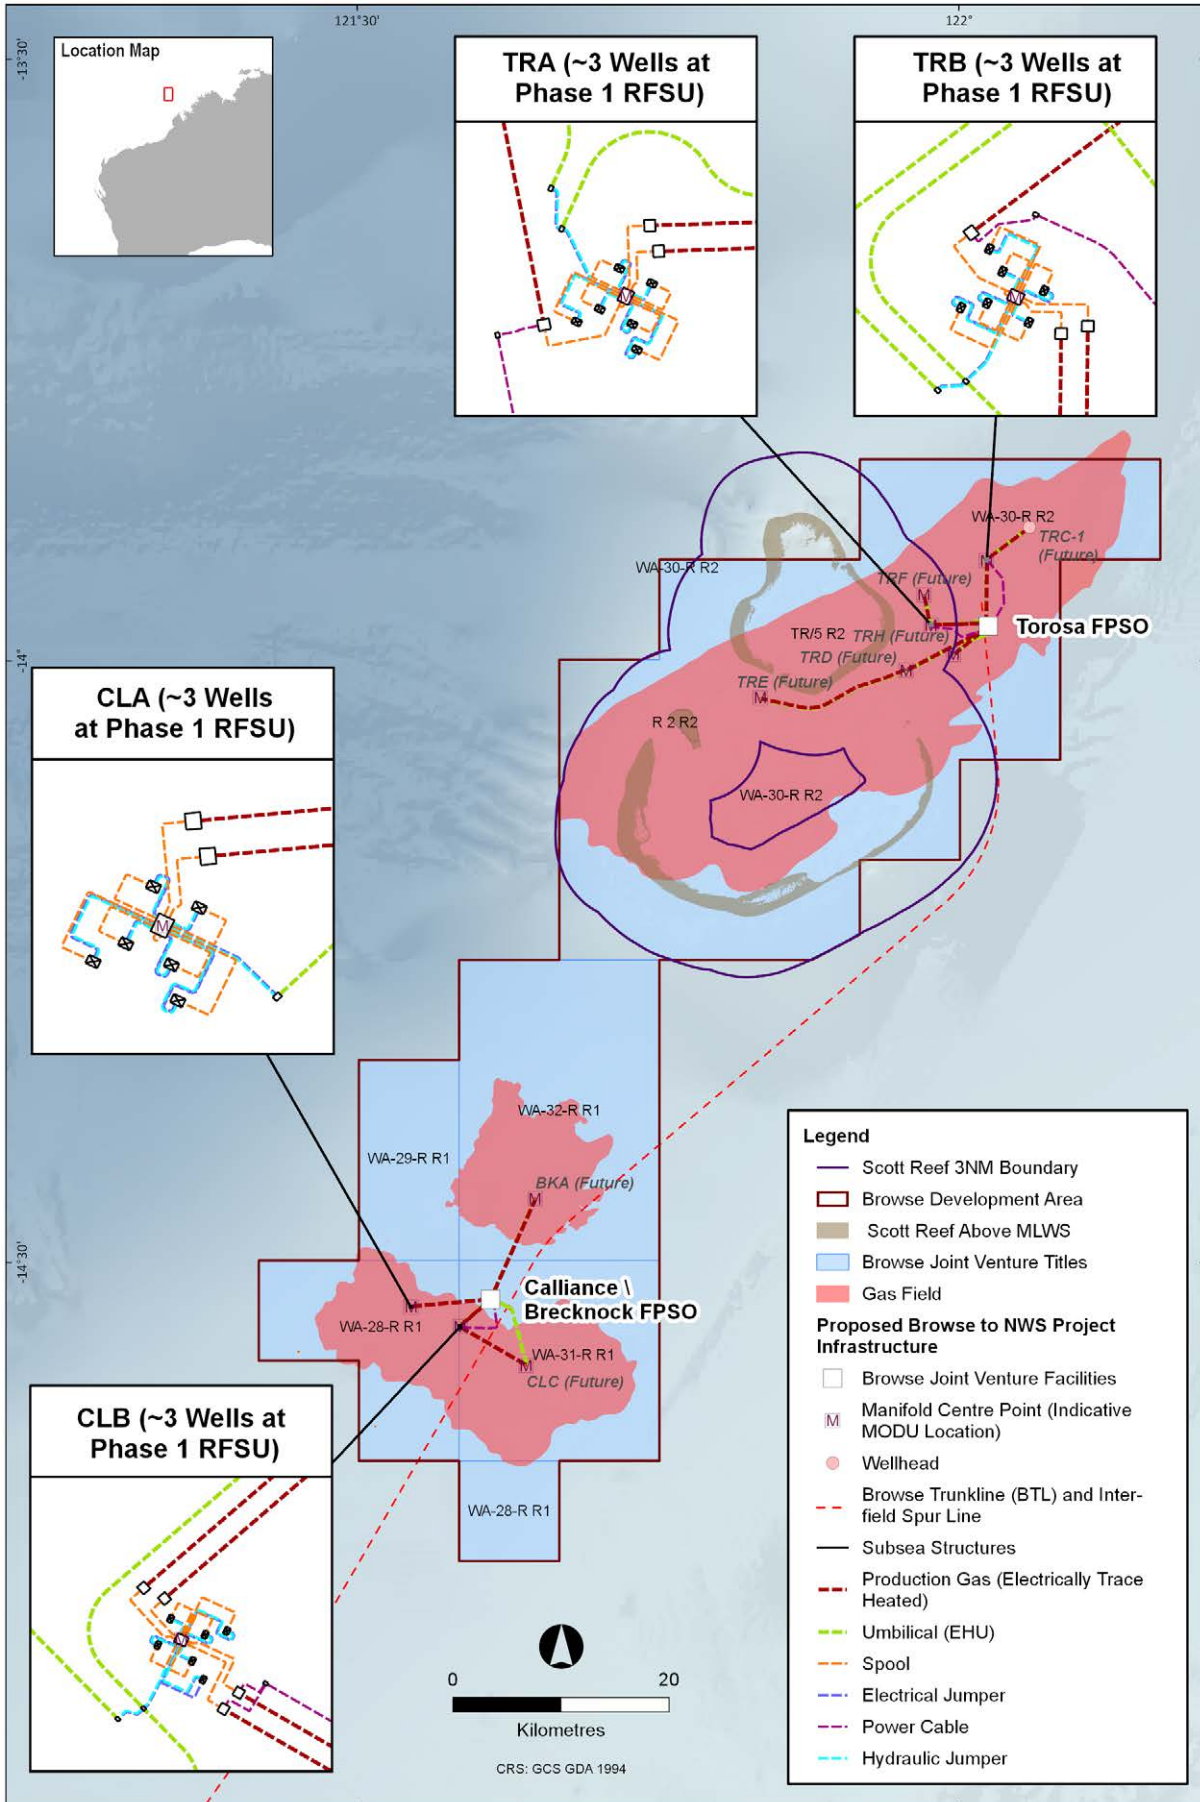 121°30'
122°
-13°30'
-14°
-14°30'
Location Map
TRA (~3 Wells at
Phase 1 RFSU)
M
TRB (~3 Wells at
Phase 1 RFSU)
M
WA-30-R R2
TRC-1
(Future)
WA-30-R R2
TRF (Future)
M
M
TR/5 R2
TRH (Future)
M
M
Torosa FPSO
TRD (Future)
M
TRE (Future)
M
R 2 R2
WA-30-R R2
CLA (~3 Wells
at Phase 1 RFSU)
M
WA-32-R R1
WA-29-R R1
BKA (Future)
M
Calliance \
Brecknock FPSO
M
WA-28-R R1
M
WA-31-R R1
M
CLC (Future)
WA-28-R R1
CLB (~3 Wells at
Phase 1 RFSU)
M
0
20
Kilometres
CRS: GCS GDA 1994
Legend
Scott Reef 3NM Boundary
Browse Development Area
Scott Reef Above MLWS
Browse Joint Venture Titles
Gas Field
Proposed Browse to NWS Project
Infrastructure
Browse Joint Venture Facilities
M
Manifold Centre Point (Indicative
MODU Location)
Wellhead
Browse Trunkline (BTL) and Inter-
field Spur Line
Subsea Structures
Production Gas (Electrically Trace
Heated)
Umbilical (EHU)
Spool
Electrical Jumper
Power Cable
Hydraulic Jumper